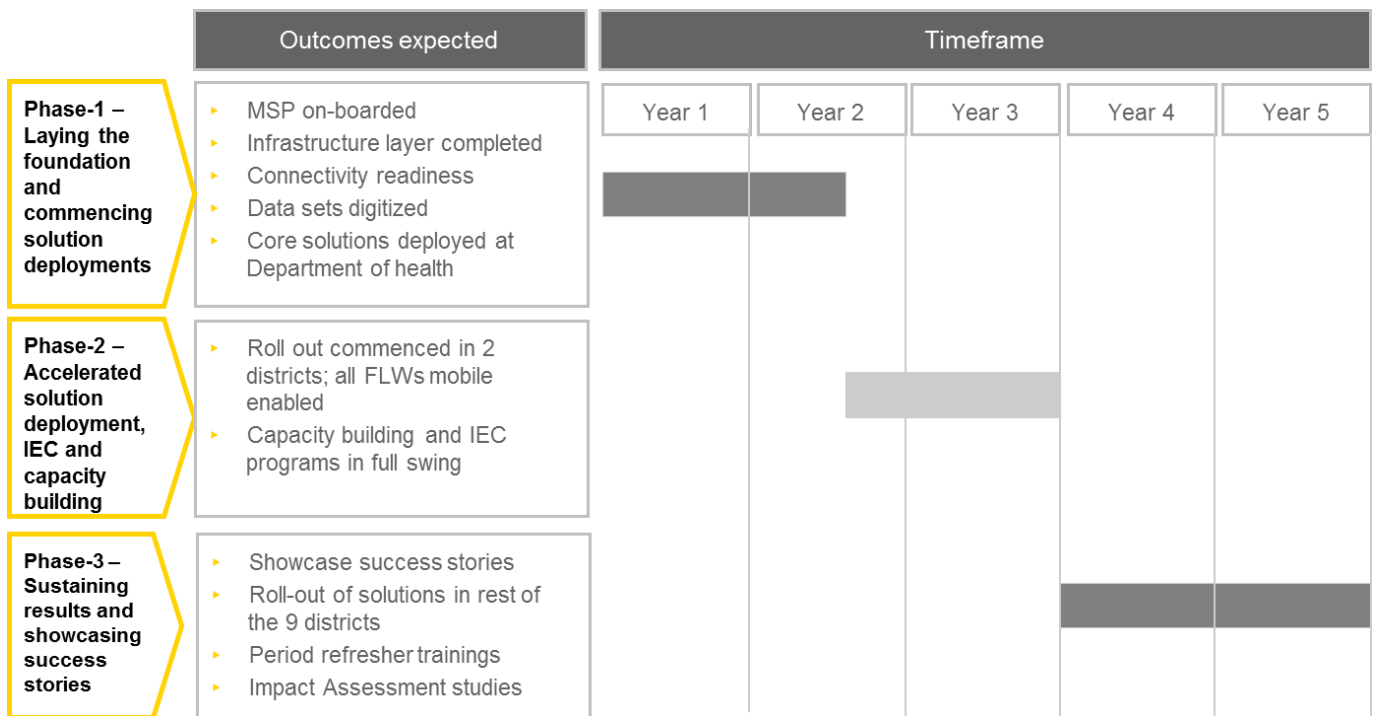 Outcomes expected
Timeframe
Year 1
Year 2
Year 3
Year 4
Year 5
Phase-1 –
Laying the
foundation
and
commencing
solution
deployments
MSP on-boarded
Infrastructure layer completed
Connectivity readiness
Data sets digitized
Core solutions deployed at
Department of health
Phase-2 –
Accelerated
solution
deployment,
IEC and
capacity
building
Roll out commenced in 2
districts; all FLWs mobile
enabled
Capacity building and IEC
programs in full swing
Phase-3 –
Sustaining
results and
showcasing
success
stories
Showcase success stories
Roll-out of solutions in rest of
the 9 districts
Period refresher trainings
Impact Assessment studies